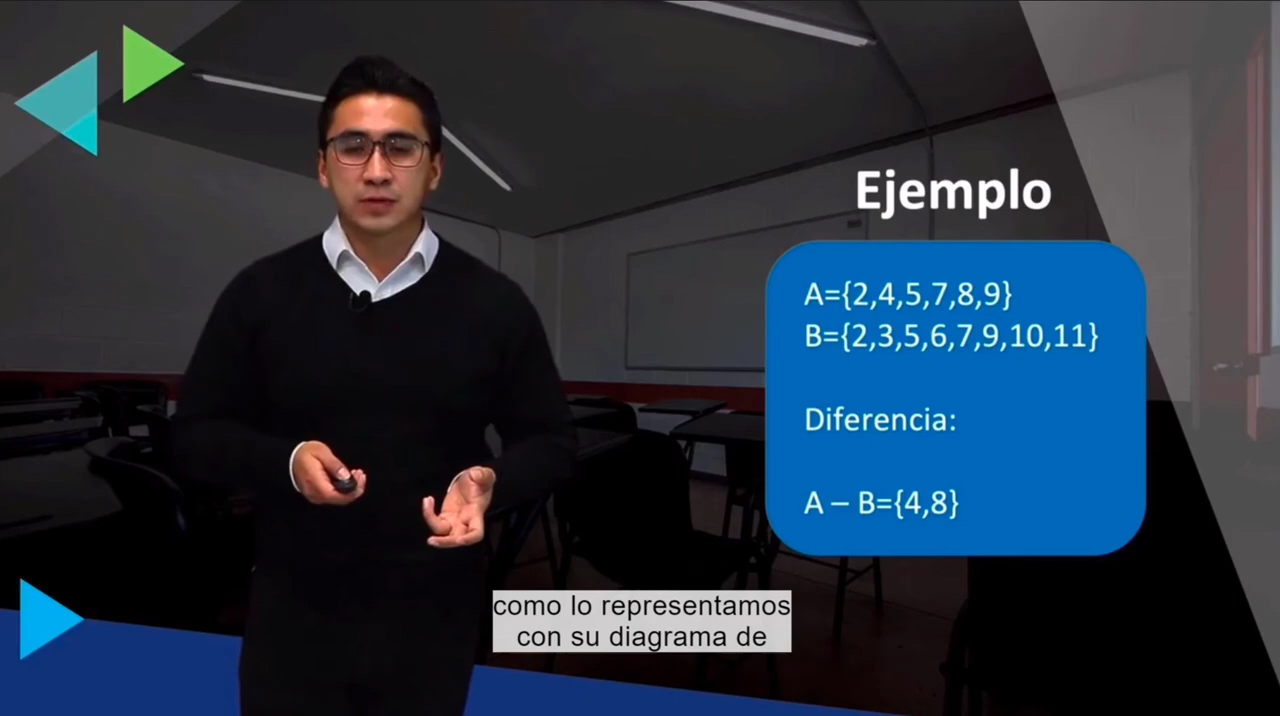 Ejemplo
A={2,4,5,7,8,9}
B={2,3,5,6,7,9,10,11}
Diferencia:
A – B={4,8}
como lo representamos
con su diagrama de